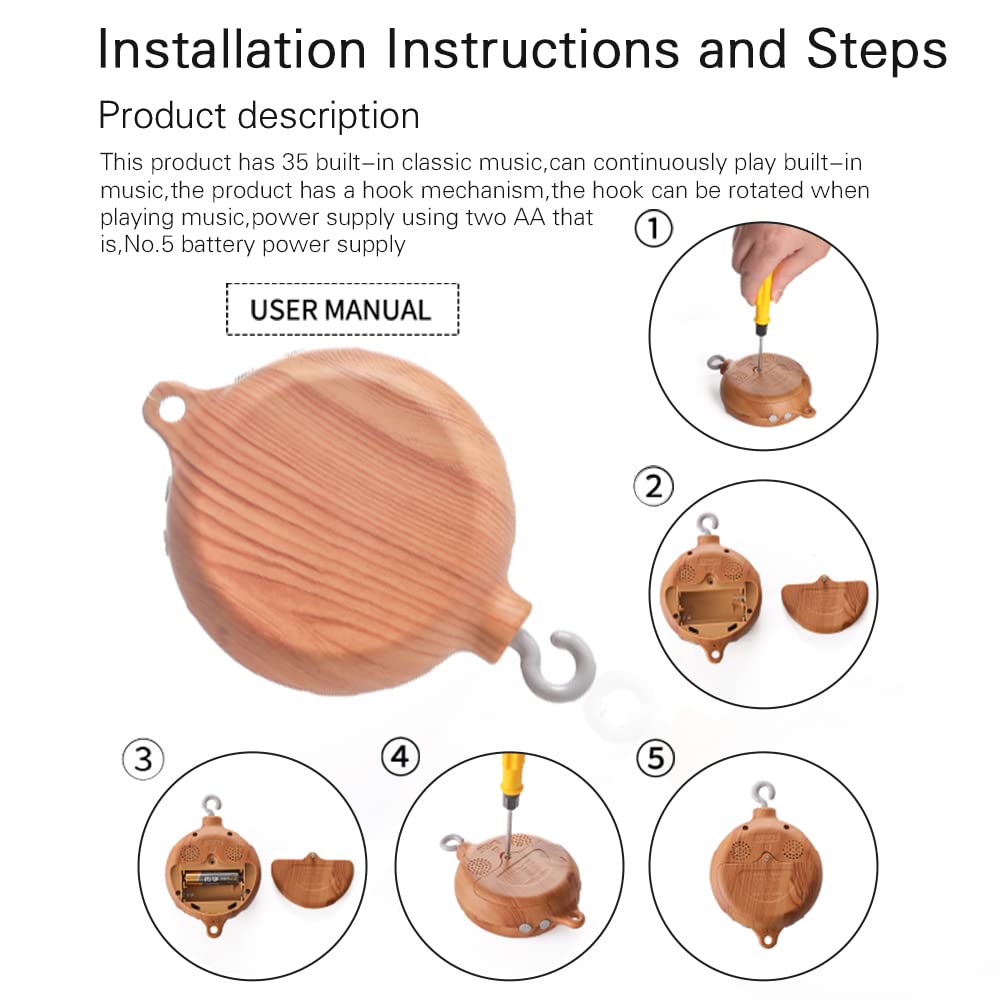 Installation Instructions and Steps
Product description
This product has 35 built-in classic music,can continuously play built-in
music,the product has a hook mechanism,the hook can be rotated when
playing music,power supply using two AA that
is,No.5 battery power supply
1
USER MANUAL
2
3
4
5